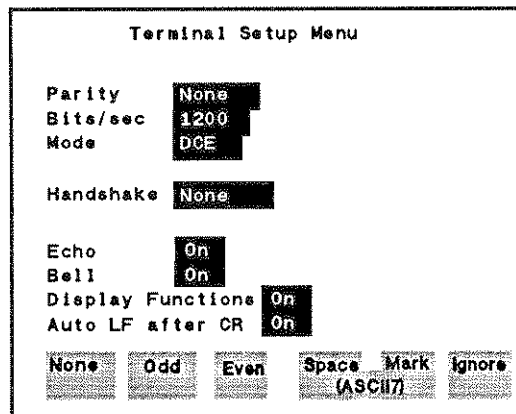 Terminal Setup Menu
Parity None
Bits/sec 1200
Mode DCE
Handshake None
Echo On
Bell On
Display Functions On
Auto LF after CR On
None Odd Even Space Mark Ignore
(ASCII7)